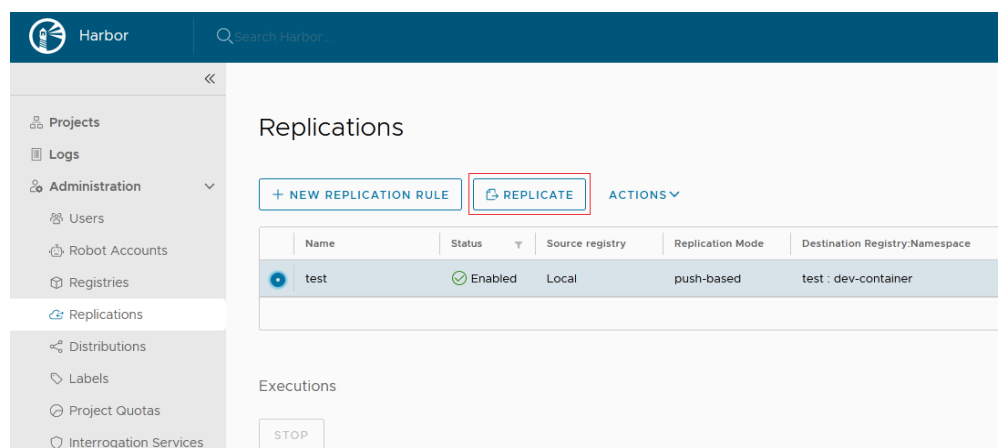 Harbor
Search Harbor...
Projects
Logs
Administration
Users
Robot Accounts
Registries
Replications
Distributions
Labels
Project Quotas
Interrogation Services
Replications
+ NEW REPLICATION RULE REPLICATE ACTIONS
Name Status Source registry Replication Mode Destination Registry:Namespace
test Enabled Local push-based test : dev-container
Executions
STOP